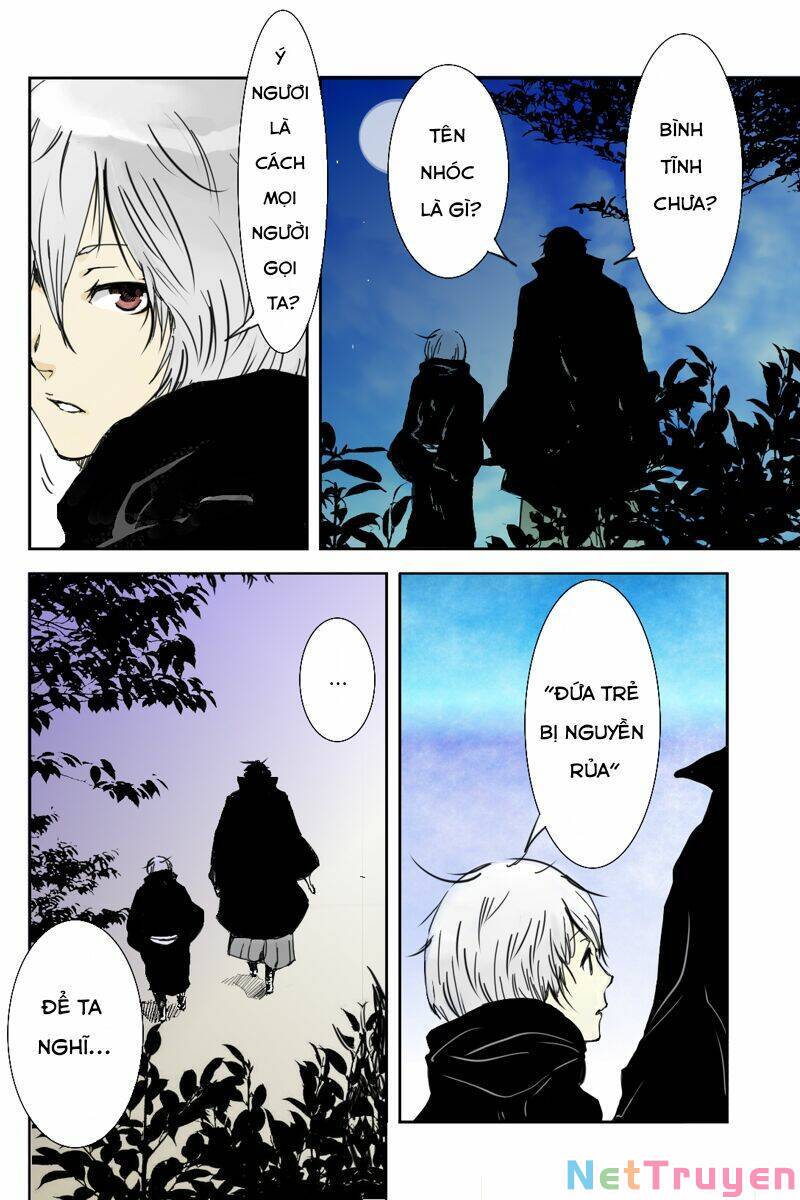 BÌNH
TĨNH
CHƯA?
TÊN
NHÓC
LÀ GÌ?
Ý
NGƯƠI
LÀ
CÁCH
MỌI
NGƯỜI
GỌI
TA?
"ĐỨA TRẺ
BỊ NGUYỀN
RỦA"
...
ĐỂ TA
NGHĨ...
NetTruyen